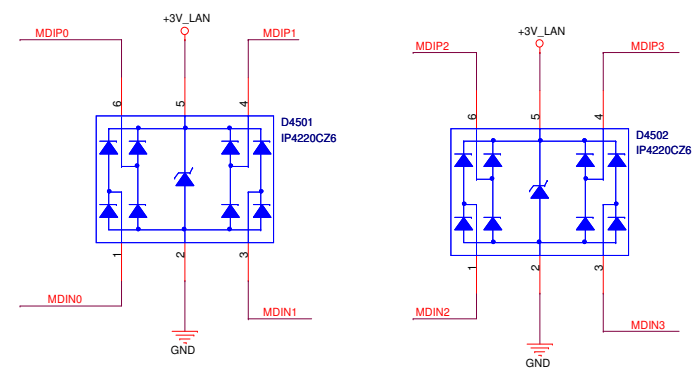 +3V_LAN
MDIP0
MDIP1
6
5
4
D4501
IP4220CZ6
1
2
3
MDIN0
MDIN1
GND
+3V_LAN
MDIP2
MDIP3
6
5
4
D4502
IP4220CZ6
1
2
3
MDIN2
MDIN3
GND